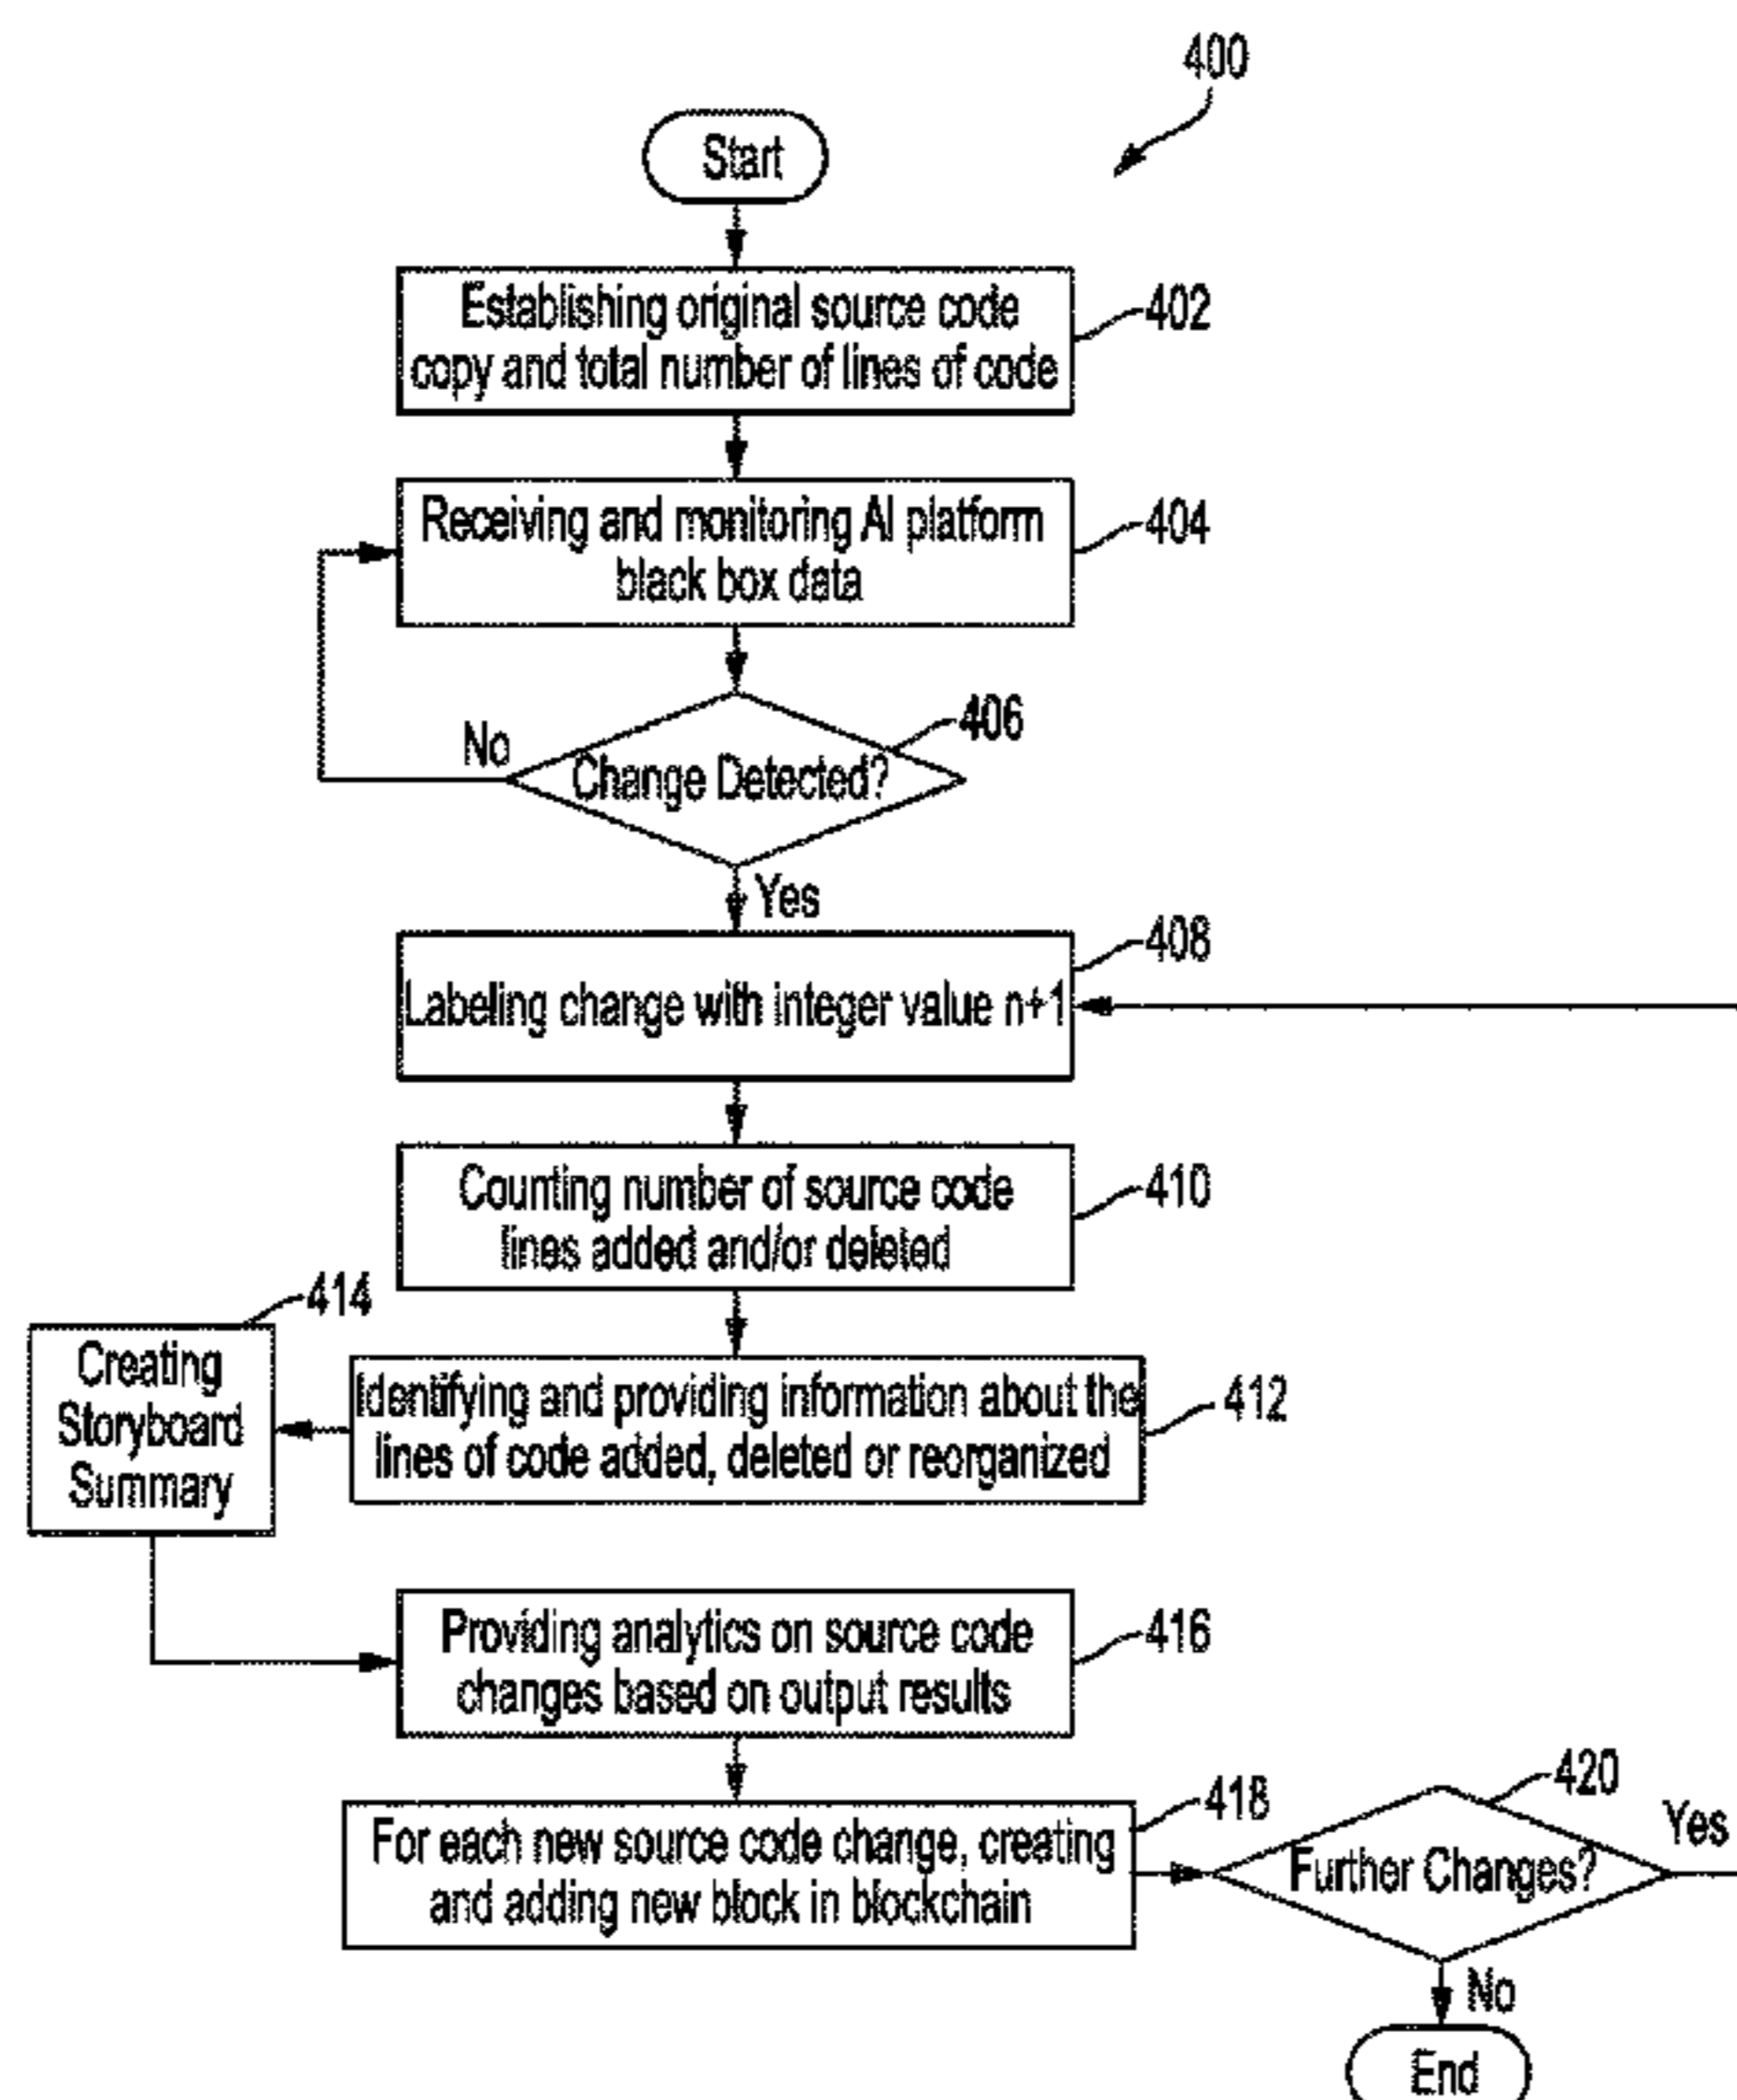 400
Start
Establishing original source code
copy and total number of lines of code
402
Receiving and monitoring AI platform
black box data
404
Change Detected?
406
No
Yes
Labeling change with integer value n+1
408
Counting number of source code
lines added and/or deleted
410
Identifying and providing information about the
lines of code added, deleted or reorganized
412
Creating
Storyboard
Summary
414
Providing analytics on source code
changes based on output results
416
For each new source code change, creating
and adding new block in blockchain
418
Further Changes?
420
Yes
No
End